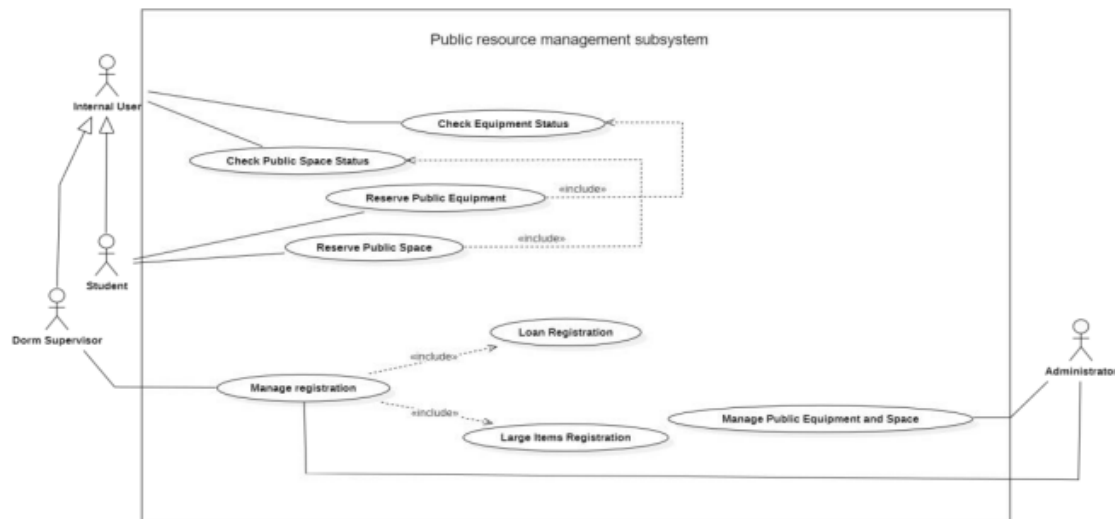 Public resource management subsystem
Internal User
Check Equipment Status
Check Public Space Status
Reserve Public Equipment
«include»
Reserve Public Space
«include»
Student
Dorm Supervisor
Loan Registration
«include»
Administrator
Manage registration
«include»
Manage Public Equipment and Space
Large Items Registration